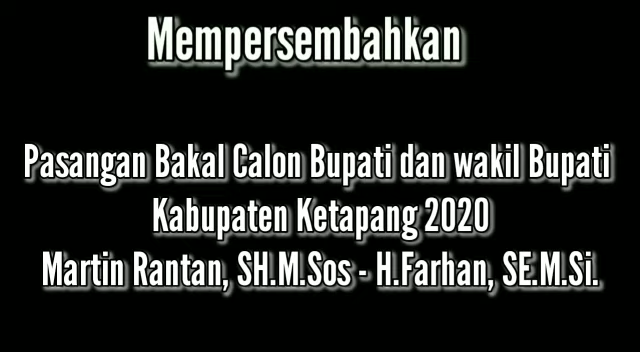 Mempersembahkan
Pasangan Bakal Calon Bupati dan wakil Bupati
Kabupaten Ketapang 2020
Martin Rantan, SH.M.Sos - H.Farhan, SE.M.Si.